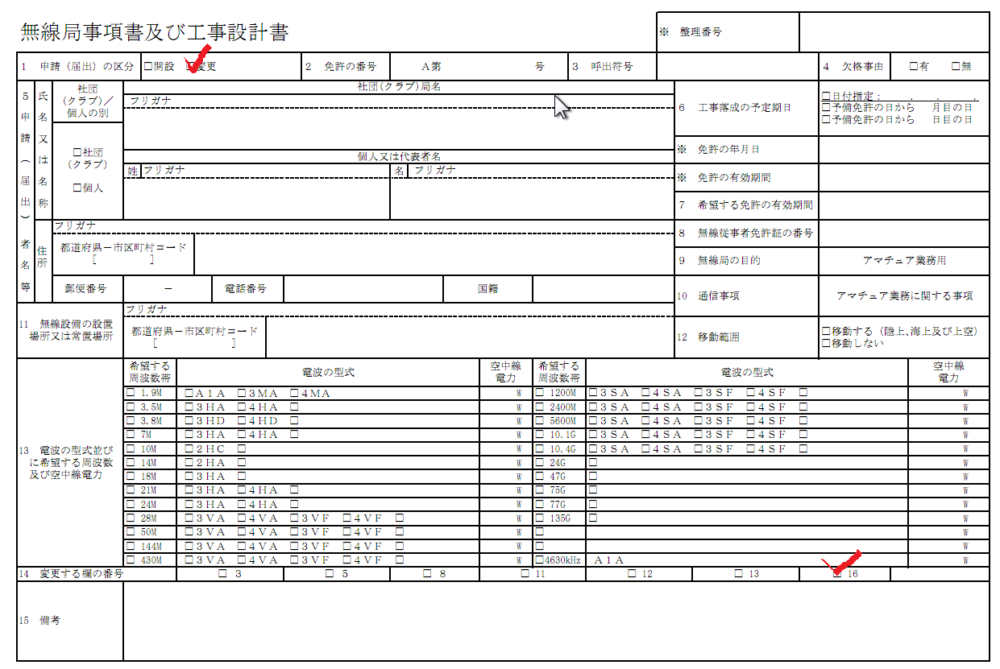 無線局事項書及び工事設計書
※ 整理番号
1 申請（届出）の区分 □開設 □変更 2 免許の番号 Ａ第 号 3 呼出符号 4 欠格事由 □有 □無
5 申請（届出）者名等
氏名又は名称
社団
(クラブ)／
個人の別
□社団
(クラブ)
□個人
社団(クラブ)局名
フリガナ
個人又は代表者名
姓 フリガナ 名 フリガナ
住所
フリガナ
都道府県－市区町村コード
[ ]
郵便番号 － 電話番号 国籍
6 工事落成の予定期日
□日付指定： ． ． ．
□予備免許の日から 月目の日
□予備免許の日から 日目の日
※ 免許の年月日
※ 免許の有効期間
7 希望する免許の有効期間
8 無線従事者免許証の番号
9 無線局の目的 アマチュア業務用
10 通信事項 アマチュア業務に関する事項
11 無線設備の設置
場所又は常置場所
フリガナ
都道府県－市区町村コード
[ ]
12 移動範囲
□移動する（陸上､海上及び上空）
□移動しない
13 電波の型式並び
に希望する周波数
及び空中線電力
希望する
周波数帯
電波の型式
空中線
電力
希望する
周波数帯
電波の型式
空中線
電力
□ 1.9M □Ａ１Ａ □３ＭＡ □４ＭＡ W □ 1200M □３ＳＡ □４ＳＡ □３ＳＦ □４ＳＦ □ W
□ 3.5M □３ＨＡ □４ＨＡ □ W □ 2400M □３ＳＡ □４ＳＡ □３ＳＦ □４ＳＦ □ W
□ 3.8M □３ＨＤ □４ＨＤ □ W □ 5600M □３ＳＡ □４ＳＡ □３ＳＦ □４ＳＦ □ W
□ 7M □３ＨＡ □４ＨＡ □ W □ 10.1G □３ＳＡ □４ＳＡ □３ＳＦ □４ＳＦ □ W
□ 10M □２ＨＣ □ W □ 10.4G □３ＳＡ □４ＳＡ □３ＳＦ □４ＳＦ □ W
□ 14M □２ＨＡ □ W □ 24G □ W
□ 18M □３ＨＡ □ W □ 47G □ W
□ 21M □３ＨＡ □４ＨＡ □ W □ 75G □ W
□ 24M □３ＨＡ □４ＨＡ □ W □ 77G □ W
□ 28M □３ＶＡ □４ＶＡ □３ＶＦ □４ＶＦ □ W □ 135G □ W
□ 50M □３ＶＡ □４ＶＡ □３ＶＦ □４ＶＦ □ W □ W
□ 144M □３ＶＡ □４ＶＡ □３ＶＦ □４ＶＦ □ W □ W
□ 430M □３ＶＡ □４ＶＡ □３ＶＦ □４ＶＦ □ W □4630kHz Ａ１Ａ W
14 変更する欄の番号 □ 3 □ 5 □ 8 □ 11 □ 12 □ 13 □ 16
15 備考